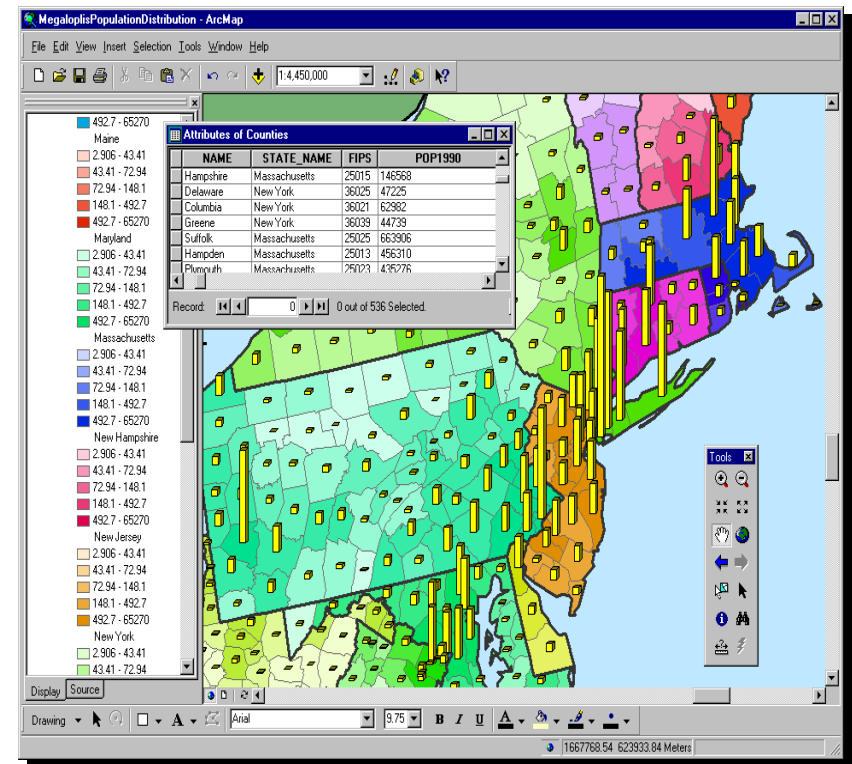 MegaloplisPopulationDistribution - ArcMap
File Edit View Insert Selection Tools Window Help
1:4,450,000
492.7 - 65270
Maine
2.906 - 43.41
43.41 - 72.94
72.94 - 148.1
148.1 - 492.7
492.7 - 65270
Maryland
2.906 - 43.41
43.41 - 72.94
72.94 - 148.1
148.1 - 492.7
492.7 - 65270
Massachusetts
2.906 - 43.41
43.41 - 72.94
72.94 - 148.1
148.1 - 492.7
492.7 - 65270
New Hampshire
2.906 - 43.41
43.41 - 72.94
72.94 - 148.1
148.1 - 492.7
492.7 - 65270
New Jersey
2.906 - 43.41
43.41 - 72.94
72.94 - 148.1
148.1 - 492.7
492.7 - 65270
New York
2.906 - 43.41
43.41 - 72.94
Display Source
Attributes of Counties
NAME STATE_NAME FIPS POP1990
Hampshire Massachusetts 25015 146568
Delaware New York 36025 47225
Columbia New York 36021 62982
Greene New York 36039 44739
Suffolk Massachusetts 25025 663906
Hampden Massachusetts 25013 456310
Plymouth Massachusetts 25023 435276
Record: 0 0 out of 536 Selected.
Tools
Drawing A Arial 9.75 B I U A
1667768.54 623933.84 Meters